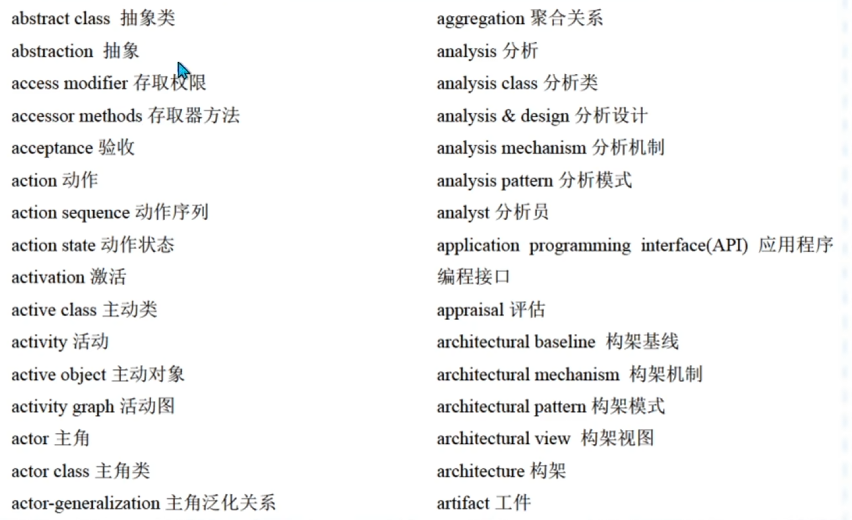 abstract class 抽象类
abstraction 抽象
access modifier 存取权限
accessor methods 存取器方法
acceptance 验收
action 动作
action sequence 动作序列
action state 动作状态
activation 激活
active class 主动类
activity 活动
active object 主动对象
activity graph 活动图
actor 主角
actor class 主角类
actor-generalization 主角泛化关系
aggregation 聚合关系
analysis 分析
analysis class 分析类
analysis & design 分析设计
analysis mechanism 分析机制
analysis pattern 分析模式
analyst 分析员
application programming interface(API) 应用程序
编程接口
appraisal 评估
architectural baseline 构架基线
architectural mechanism 构架机制
architectural pattern 构架模式
architectural view 构架视图
architecture 构架
artifact 工件